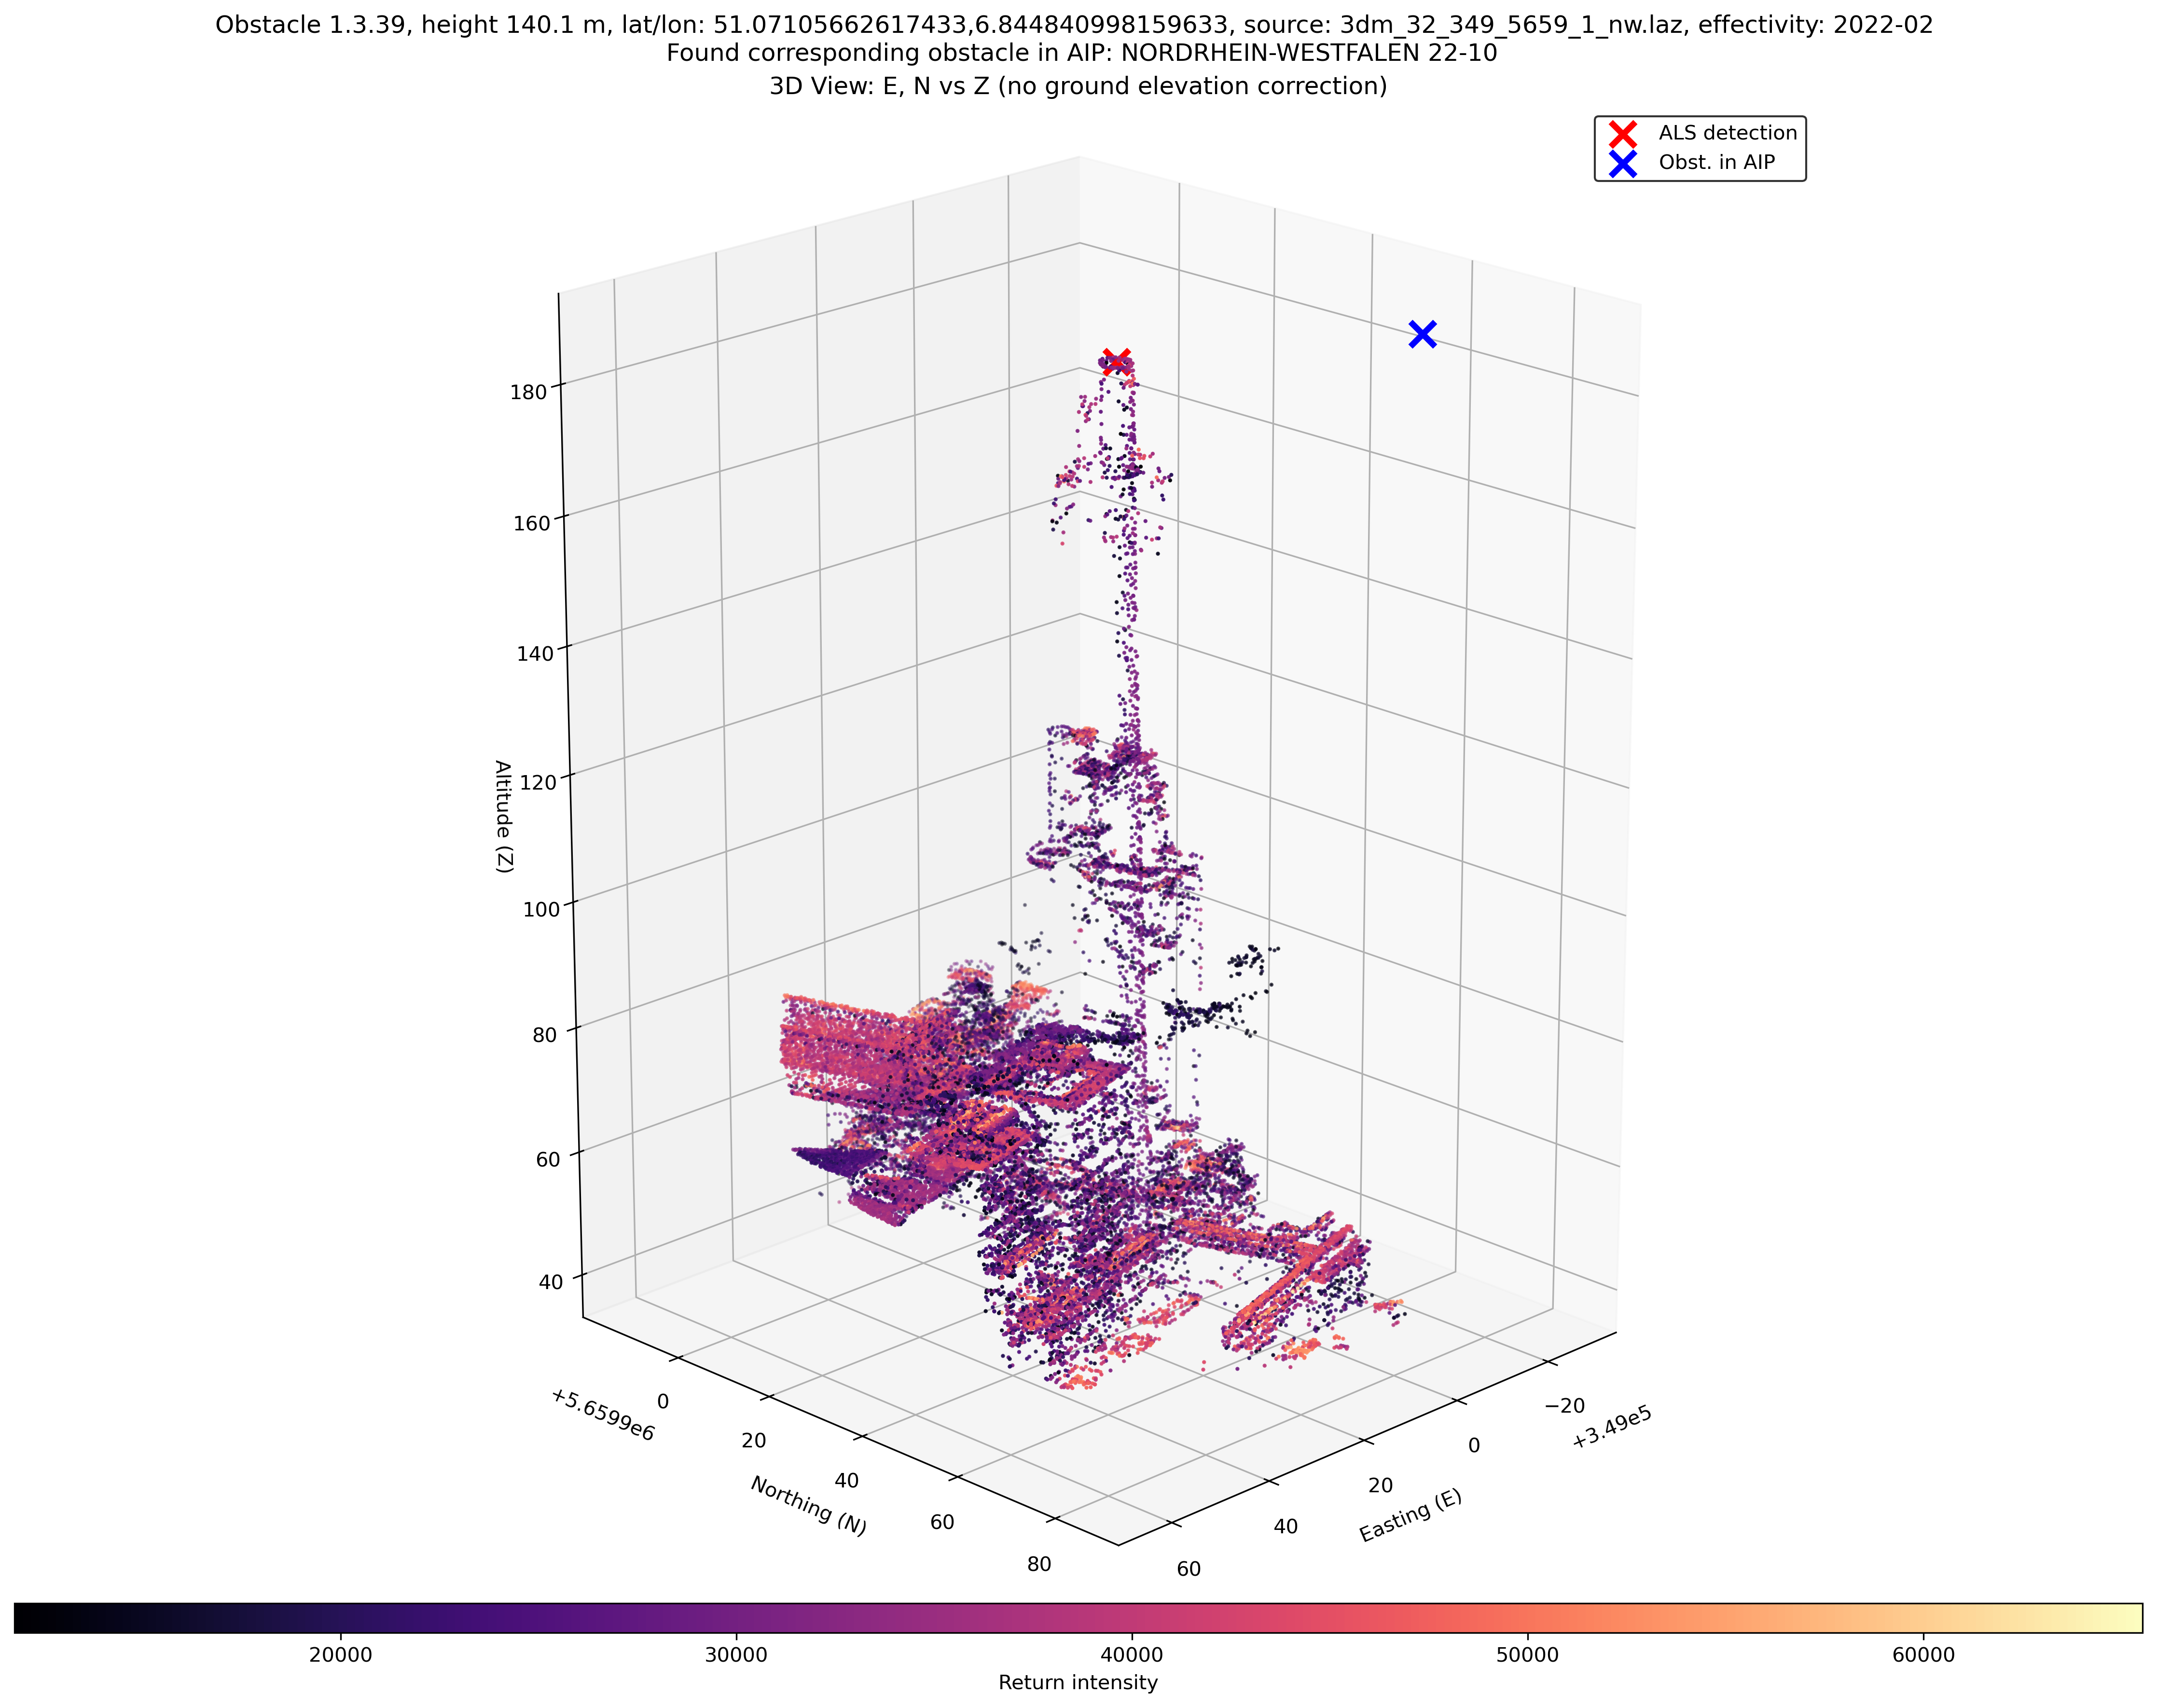 Obstacle 1.3.39, height 140.1 m, lat/lon: 51.07105662617433,6.844840998159633, source: 3dm_32_349_5659_1_nw.laz, effectivity: 2022-02
Found corresponding obstacle in AIP: NORDRHEIN-WESTFALEN 22-10
3D View: E, N vs Z (no ground elevation correction)
ALS detection
Obst. in AIP
180
160
140
120
100
80
60
40
Altitude (Z)
+5.6599e6
0
20
40
60
80
Northing (N)
−20
0
20
40
60
+3.49e5
Easting (E)
20000
30000
40000
50000
60000
Return intensity